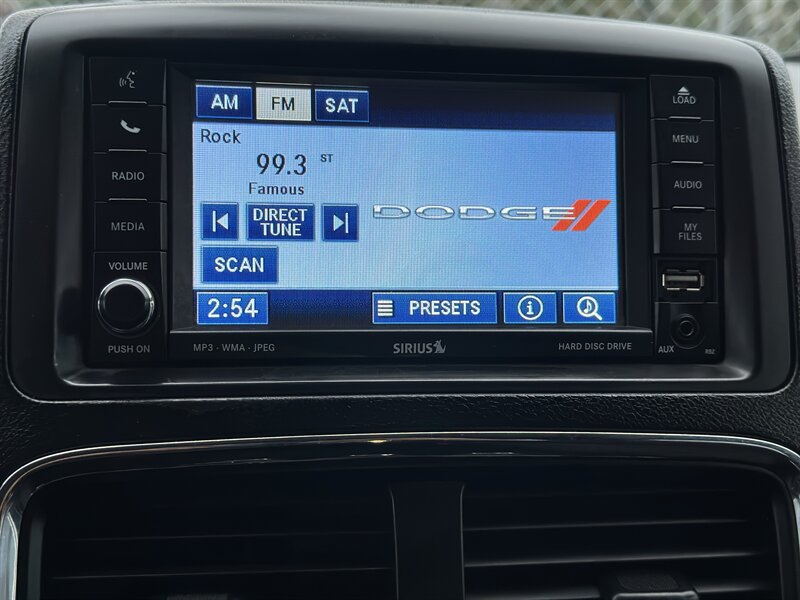 AM FM SAT
Rock
99.3 ST
Famous
DIRECT
TUNE
DODGE
SCAN
2:54
PRESETS
i
RADIO
MEDIA
VOLUME
PUSH ON
LOAD
MENU
AUDIO
MY
FILES
AUX
RBZ
MP3 · WMA · JPEG
SIRIUS
HARD DISC DRIVE